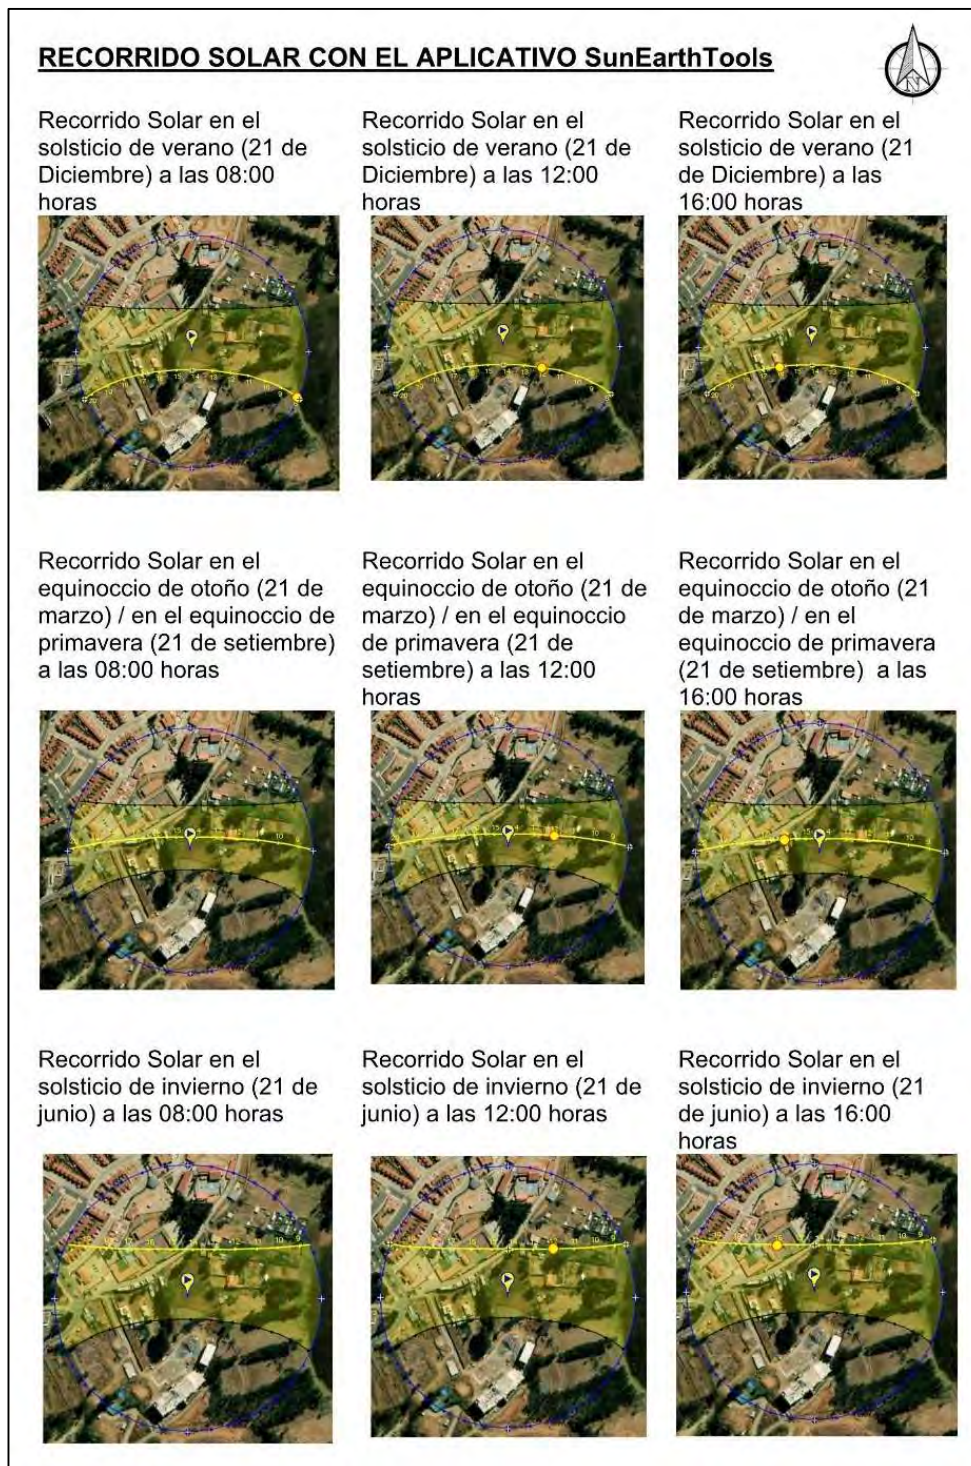 RECORRIDO SOLAR CON EL APLICATIVO SunEarthTools
N
Recorrido Solar en el
solsticio de verano (21 de
Diciembre) a las 08:00
horas
Recorrido Solar en el
solsticio de verano (21 de
Diciembre) a las 12:00
horas
Recorrido Solar en el
solsticio de verano (21
de Diciembre) a las
16:00 horas
Recorrido Solar en el
equinoccio de otoño (21 de
marzo) / en el equinoccio de
primavera (21 de setiembre)
a las 08:00 horas
Recorrido Solar en el
equinoccio de otoño (21 de
marzo) / en el equinoccio
de primavera (21 de
setiembre) a las 12:00
horas
Recorrido Solar en el
equinoccio de otoño (21
de marzo) / en el
equinoccio de primavera
(21 de setiembre) a las
16:00 horas
Recorrido Solar en el
solsticio de invierno (21 de
junio) a las 08:00 horas
Recorrido Solar en el
solsticio de invierno (21 de
junio) a las 12:00 horas
Recorrido Solar en el
solsticio de invierno (21
de junio) a las 16:00
horas